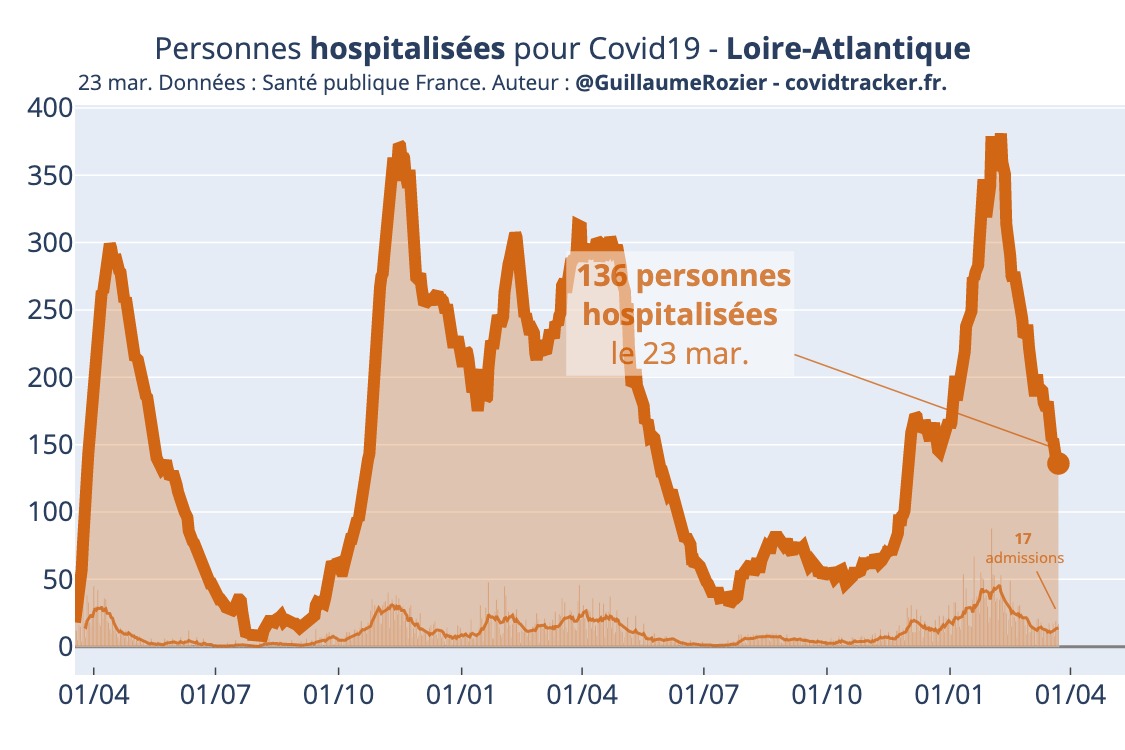 Personnes hospitalisées pour Covid19 - Loire-Atlantique
23 mar. Données : Santé publique France. Auteur : @GuillaumeRozier - covidtracker.fr.
400
350
300
250
200
150
100
50
0
136 personnes
hospitalisées
le 23 mar.
17
admissions
01/04 01/07 01/10 01/01 01/04 01/07 01/10 01/01 01/04